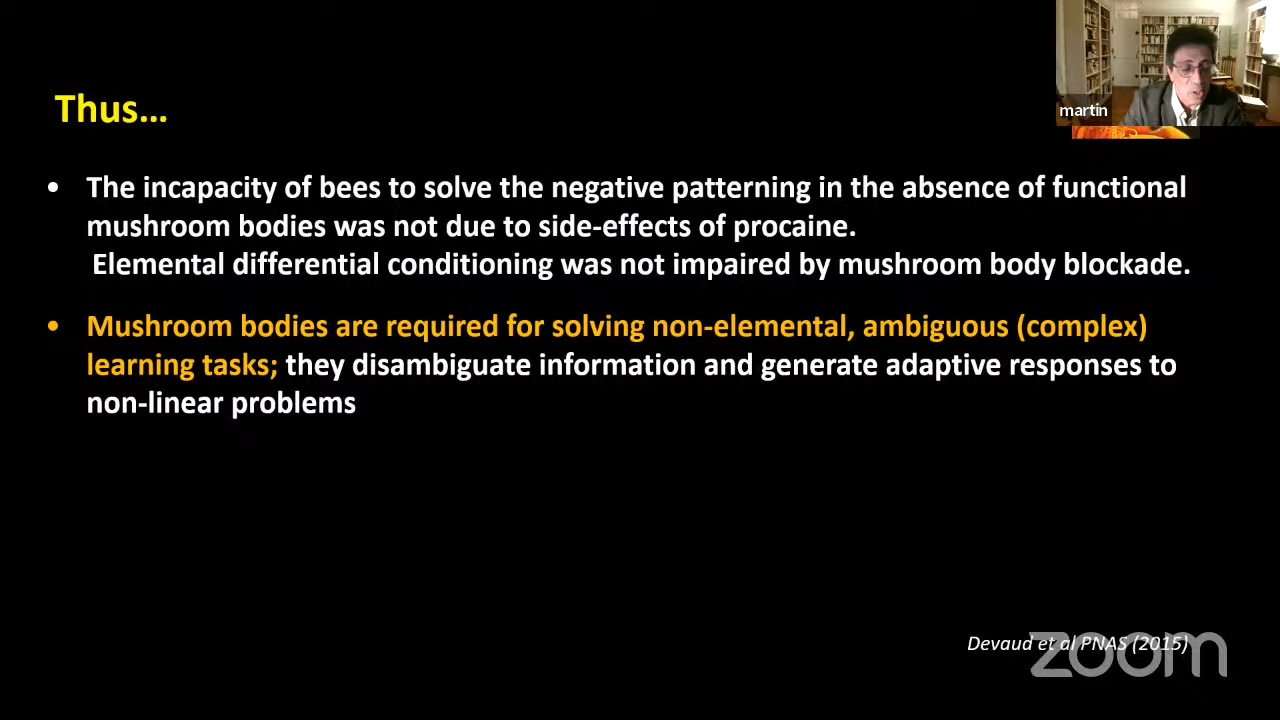 martin
Thus...
• The incapacity of bees to solve the negative patterning in the absence of functional
mushroom bodies was not due to side-effects of procaine.
Elemental differential conditioning was not impaired by mushroom body blockade.
• Mushroom bodies are required for solving non-elemental, ambiguous (complex)
learning tasks; they disambiguate information and generate adaptive responses to
non-linear problems
Devaud et al PNAS (2015)
zoom